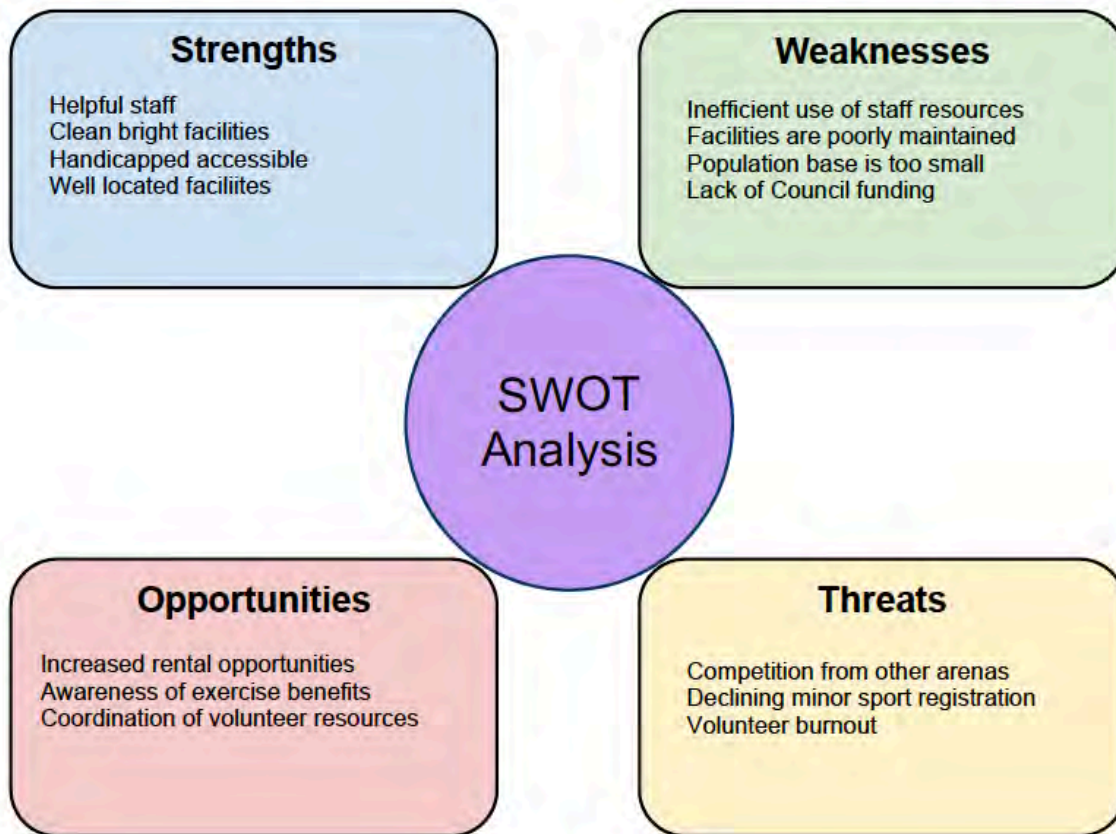 Strengths
Helpful staff
Clean bright facilities
Handicapped accessible
Well located faciliites
Weaknesses
Inefficient use of staff resources
Facilities are poorly maintained
Population base is too small
Lack of Council funding
SWOT
Analysis
Opportunities
Increased rental opportunities
Awareness of exercise benefits
Coordination of volunteer resources
Threats
Competition from other arenas
Declining minor sport registration
Volunteer burnout